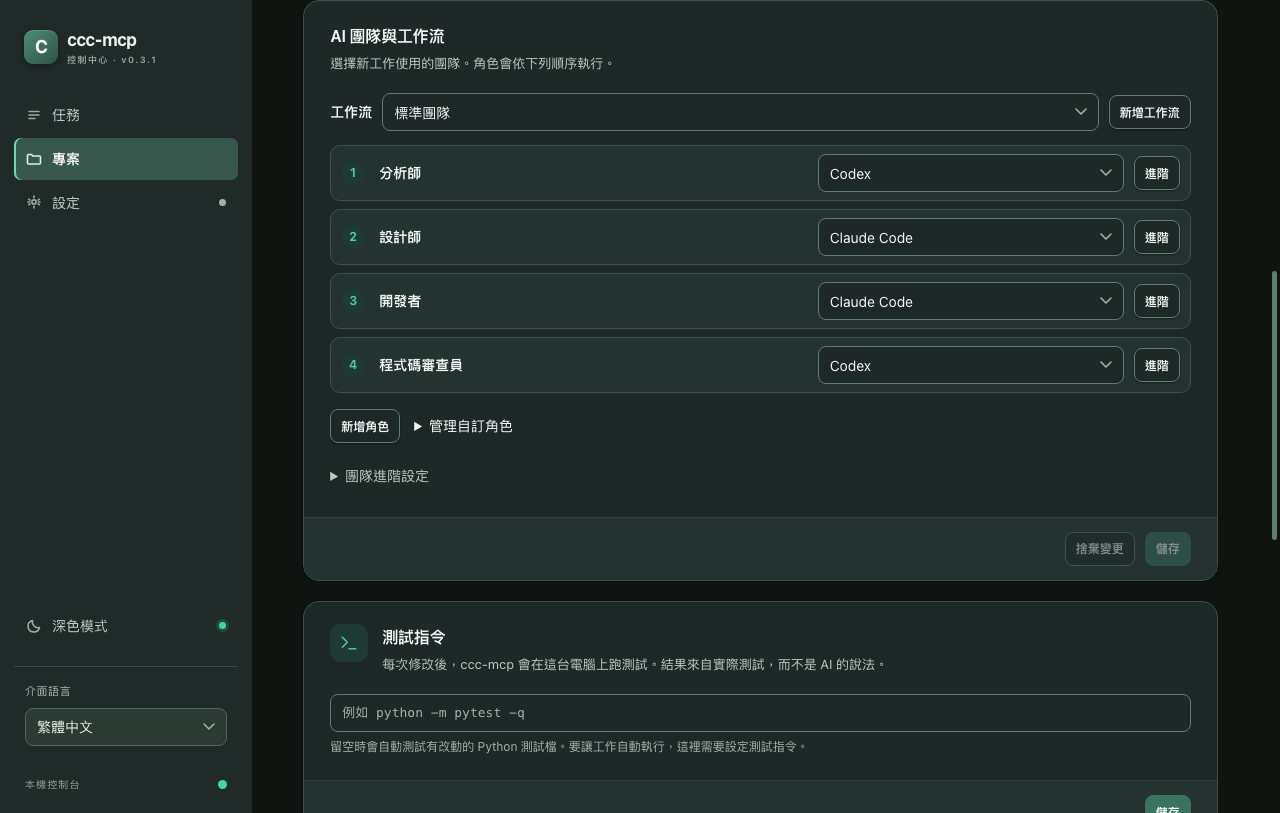 C
ccc-mcp
控制中心 · v0.3.1
任務
專案
設定
深色模式
介面語言
繁體中文
本機控制台
AI 團隊與工作流
選擇新工作使用的團隊。角色會依下列順序執行。
工作流 標準團隊 新增工作流
1 分析師 Codex 進階
2 設計師 Claude Code 進階
3 開發者 Claude Code 進階
4 程式碼審查員 Codex 進階
新增角色 ▶ 管理自訂角色
▶ 團隊進階設定
捨棄變更 儲存
測試指令
每次修改後，ccc-mcp 會在這台電腦上跑測試。結果來自實際測試，而不是 AI 的說法。
例如 python -m pytest -q
留空時會自動測試有改動的 Python 測試檔。要讓工作自動執行，這裡需要設定測試指令。
儲存